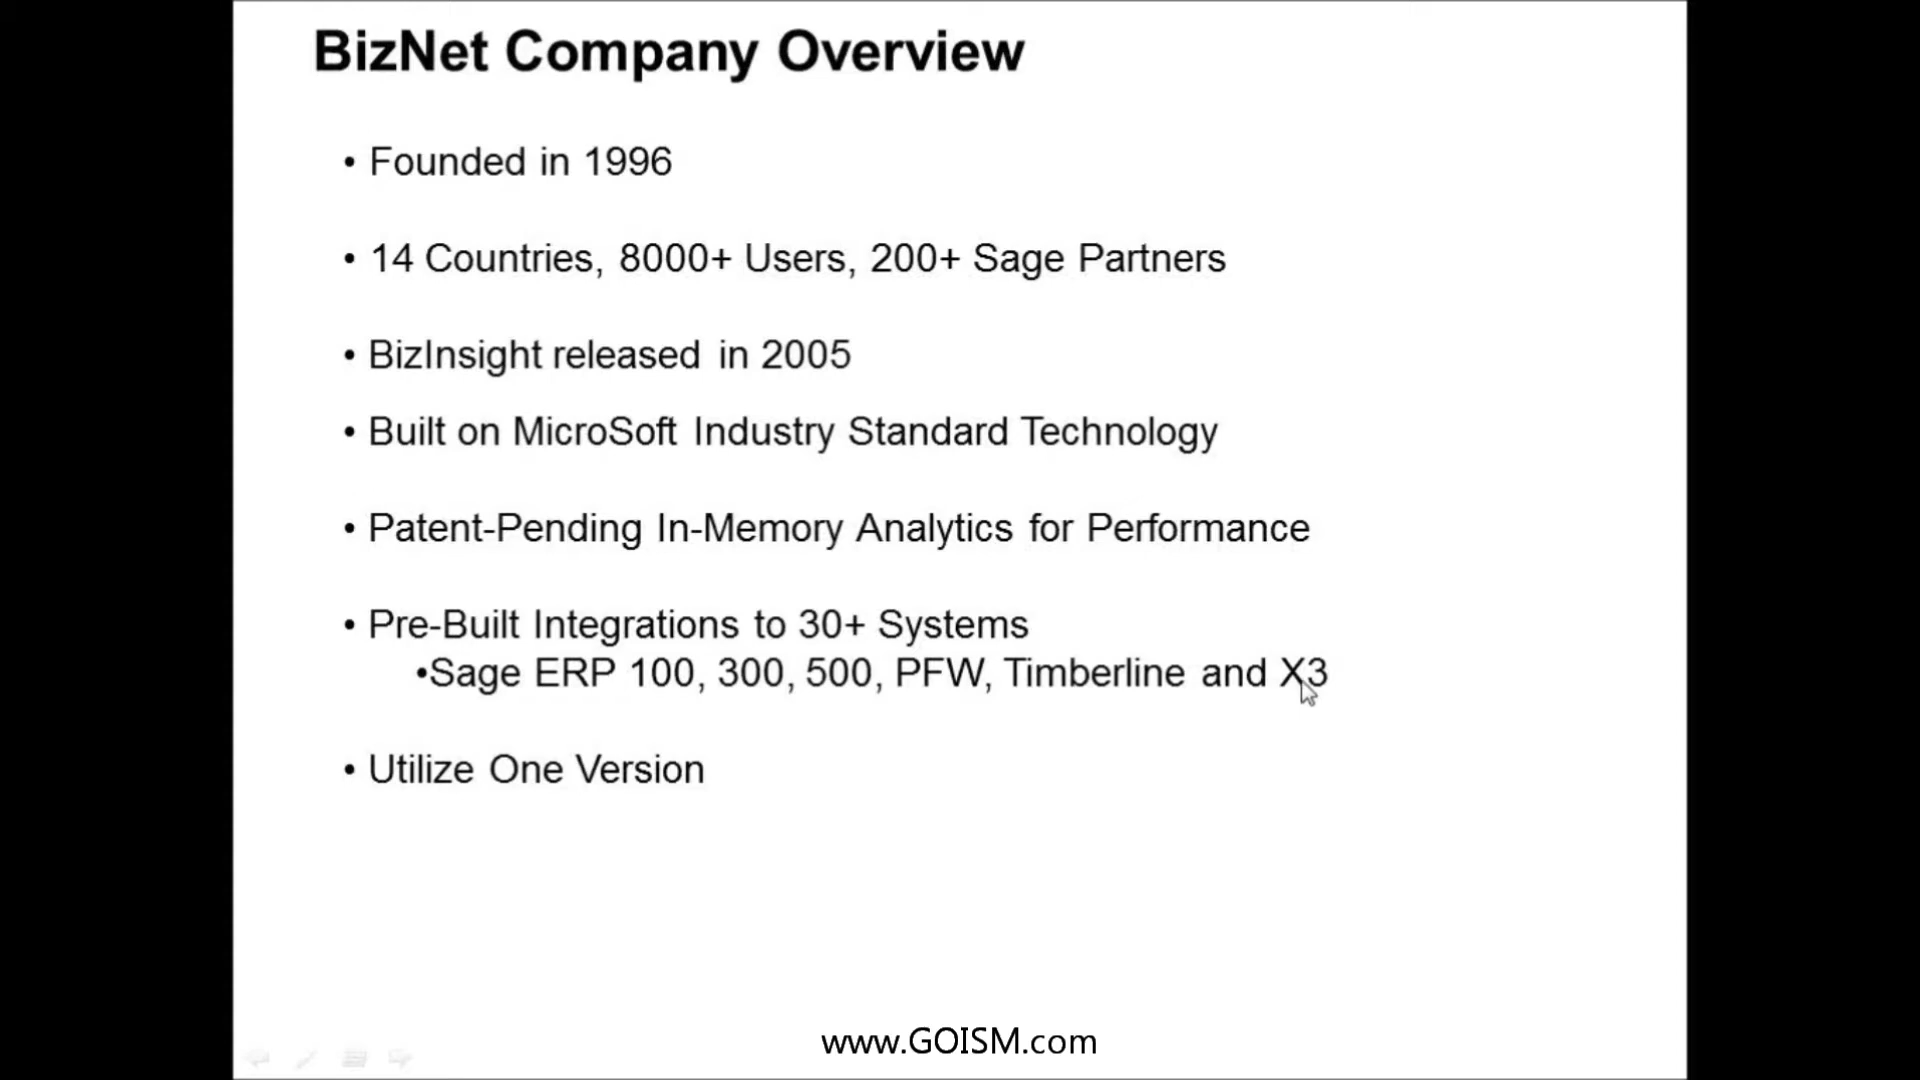 BizNet Company Overview
• Founded in 1996
• 14 Countries, 8000+ Users, 200+ Sage Partners
• BizInsight released in 2005
• Built on MicroSoft Industry Standard Technology
• Patent-Pending In-Memory Analytics for Performance
• Pre-Built Integrations to 30+ Systems
•Sage ERP 100, 300, 500, PFW, Timberline and X3
• Utilize One Version
www.GOISM.com